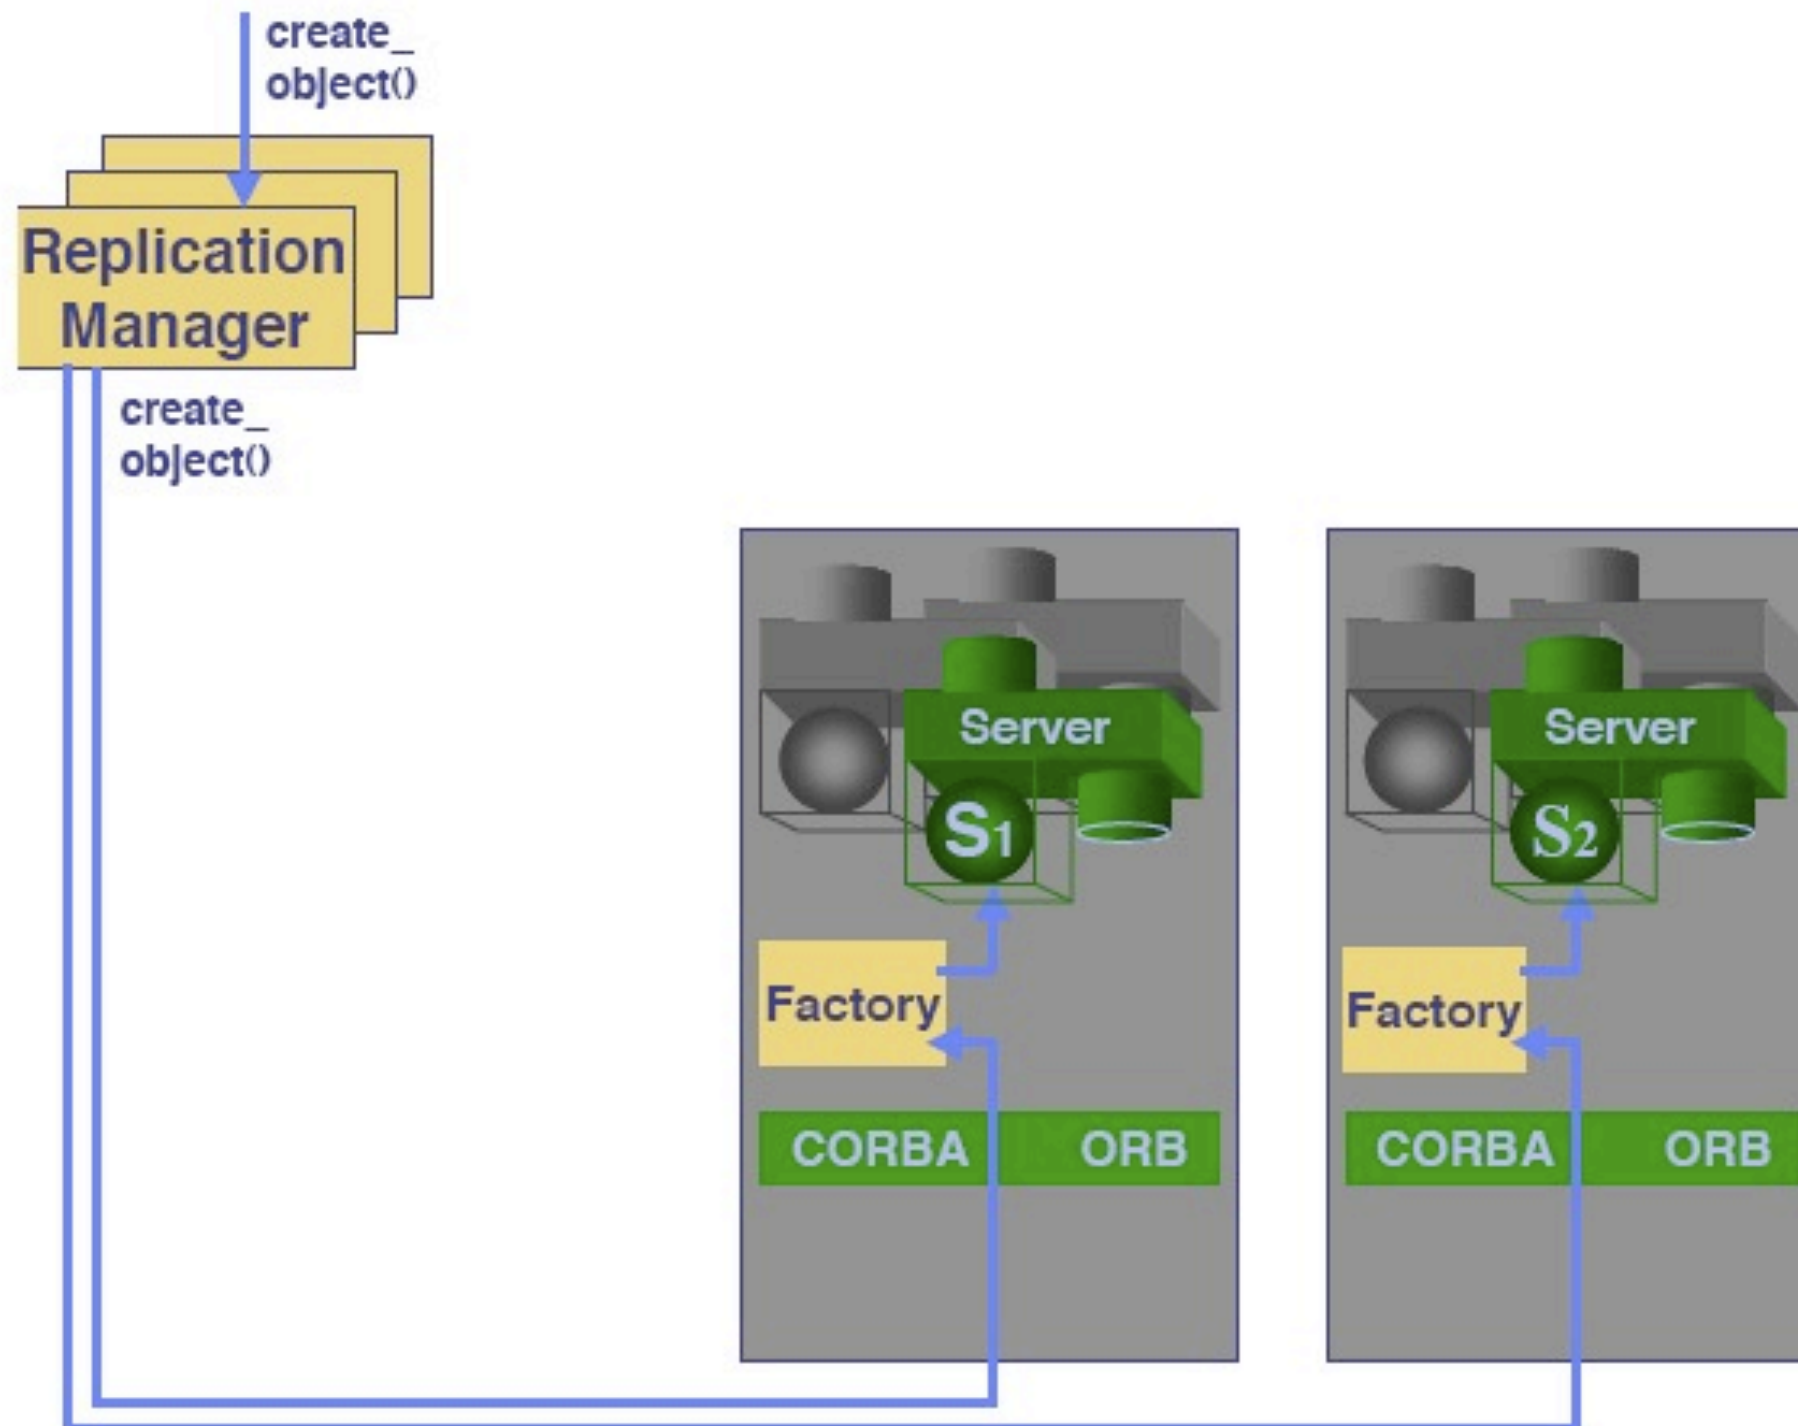 create_
object()
Replication
Manager
create_
object()
Server
S1
Factory
CORBA ORB
Server
S2
Factory
CORBA ORB